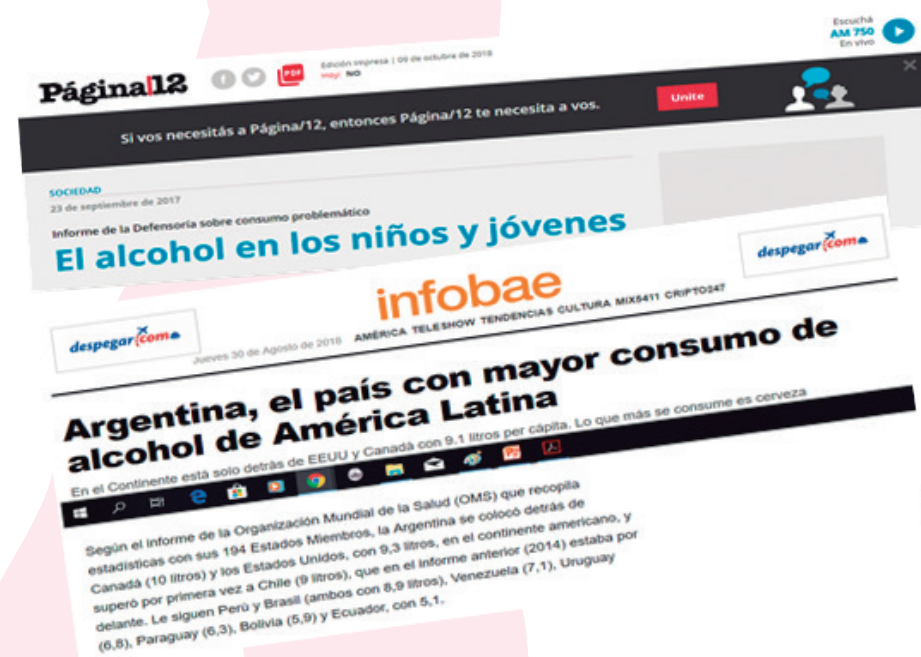 Escuchá
AM 750
En vivo
Página|12
PDF
Edición impresa | 09 de octubre de 2018
Hoy: NO
Si vos necesitás a Página/12, entonces Página/12 te necesita a vos.
Unite
SOCIEDAD
23 de septiembre de 2017
Informe de la Defensoría sobre consumo problemático
El alcohol en los niños y jóvenes
despegar.com
infobae
despegar.com
Jueves 30 de Agosto de 2018 AMÉRICA TELESHOW TENDENCIAS CULTURA MIX5411 CRIPTO247
Argentina, el país con mayor consumo de
alcohol de América Latina
En el Continente está solo detrás de EEUU y Canadá con 9.1 litros per cápita. Lo que más se consume es cerveza
Según el informe de la Organización Mundial de la Salud (OMS) que recopila
estadísticas con sus 194 Estados Miembros, la Argentina se colocó detrás de
Canadá (10 litros) y los Estados Unidos, con 9,3 litros, en el continente americano, y
superó por primera vez a Chile (9 litros), que en el informe anterior (2014) estaba por
delante. Le siguen Perú y Brasil (ambos con 8,9 litros), Venezuela (7,1), Uruguay
(6,8), Paraguay (6,3), Bolivia (5,9) y Ecuador, con 5,1.